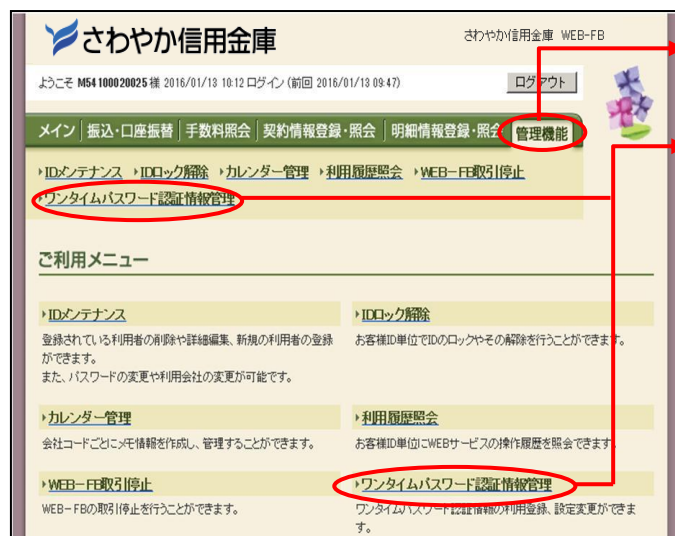 さわやか信用金庫
さわやか信用金庫 WEB-FB
ようこそ M54100020025 様 2016/01/13 10:12 ログイン (前回 2016/01/13 09:47)
ログアウト
メイン 振込・口座振替 手数料照会 契約情報登録・照会 明細情報登録・照会 管理機能
IDメンテナンス IDロック解除 カレンダー管理 利用履歴照会 WEB-FB取引停止
ワンタイムパスワード認証情報管理
ご利用メニュー
IDメンテナンス
登録されている利用者の削除や詳細編集、新規の利用者の登録
ができます。
また、パスワードの変更や利用会社の変更が可能です。
IDロック解除
お客様ID単位でIDのロックやその解除を行うことができます。
カレンダー管理
会社コードごとにメモ情報を作成し、管理することができます。
利用履歴照会
お客様ID単位にWEBサービスの操作履歴を照会できます。
WEB-FB取引停止
WEB-FBの取引停止を行うことができます。
ワンタイムパスワード認証情報管理
ワンタイムパスワード認証情報の利用登録、設定変更ができま
す。